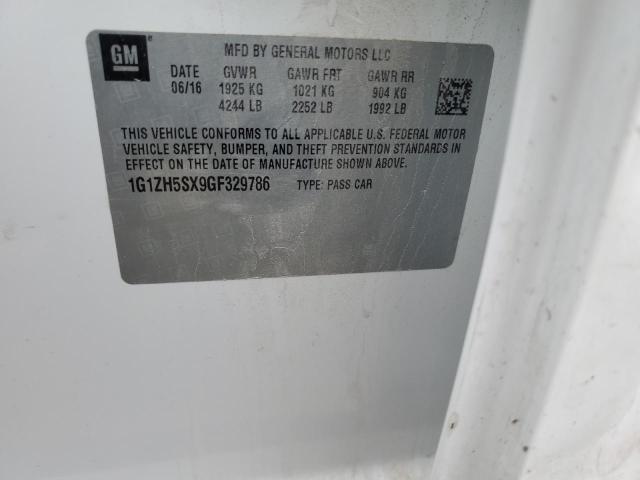 GM
MFD BY GENERAL MOTORS LLC
DATE GVWR GAWR FRT GAWR RR
06/16 1925 KG 1021 KG 904 KG
4244 LB 2252 LB 1992 LB
THIS VEHICLE CONFORMS TO ALL APPLICABLE U.S. FEDERAL MOTOR
VEHICLE SAFETY, BUMPER, AND THEFT PREVENTION STANDARDS IN
EFFECT ON THE DATE OF MANUFACTURE SHOWN ABOVE.
1G1ZH5SX9GF329786 TYPE: PASS CAR